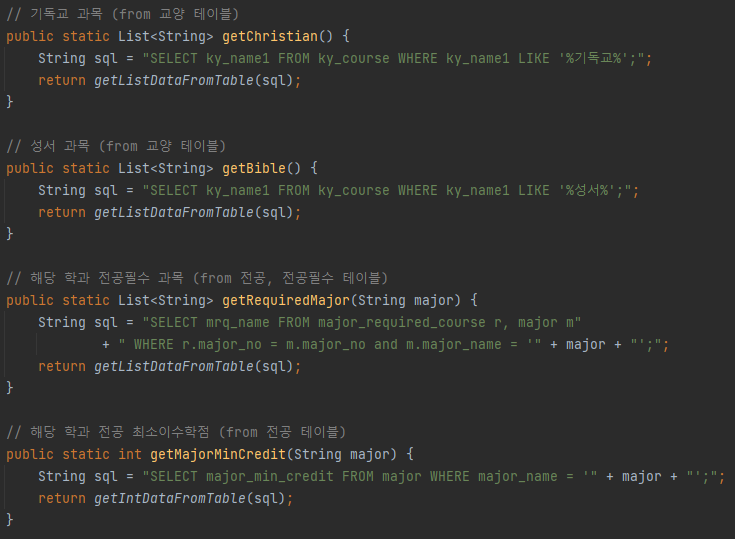 // 기독교 과목 (from 교양 테이블)
public static List<String> getChristian() {
    String sql = "SELECT ky_name1 FROM ky_course WHERE ky_name1 LIKE '%기독교%';";
    return getListDataFromTable(sql);
}

// 성서 과목 (from 교양 테이블)
public static List<String> getBible() {
    String sql = "SELECT ky_name1 FROM ky_course WHERE ky_name1 LIKE '%성서%';";
    return getListDataFromTable(sql);
}

// 해당 학과 전공필수 과목 (from 전공, 전공필수 테이블)
public static List<String> getRequiredMajor(String major) {
    String sql = "SELECT mrq_name FROM major_required_course r, major m"
            + " WHERE r.major_no = m.major_no and m.major_name = '" + major + "';";
    return getListDataFromTable(sql);
}

// 해당 학과 전공 최소이수학점 (from 전공 테이블)
public static int getMajorMinCredit(String major) {
    String sql = "SELECT major_min_credit FROM major WHERE major_name = '" + major + "';";
    return getIntDataFromTable(sql);
}